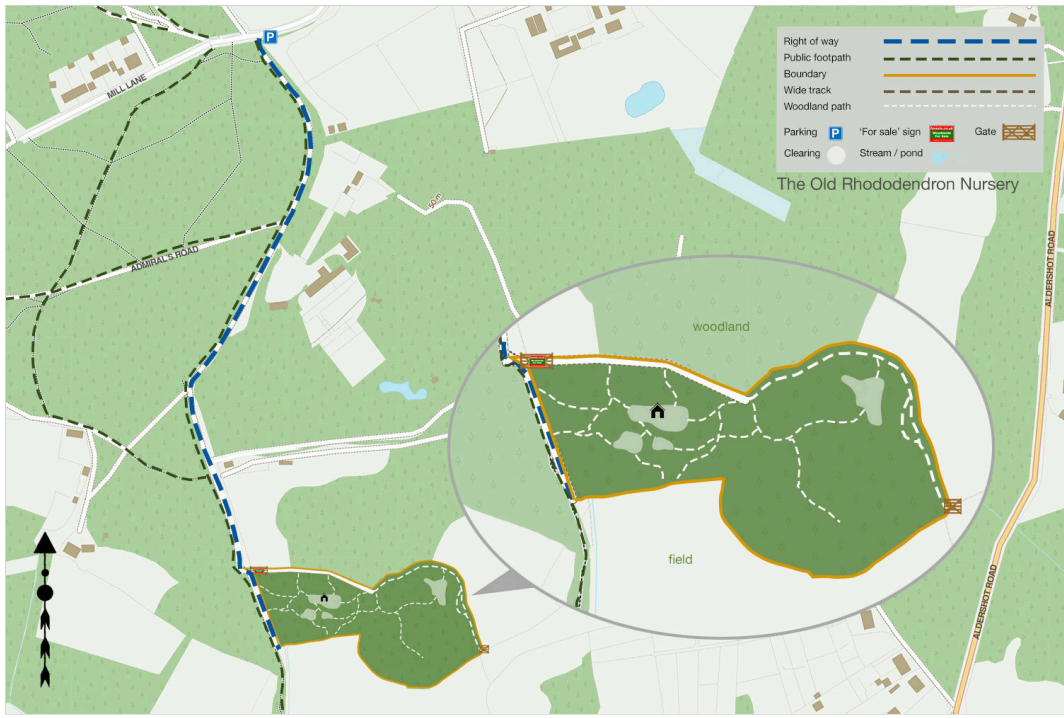 P
MILL LANE
Right of way
Public footpath
Boundary
Wide track
Woodland path
Parking
P
'For sale' sign
Gate
Clearing
Stream / pond
The Old Rhododendron Nursery
50 m
ADMIRAL'S ROAD
ALDERSHOT ROAD
woodland
field
ALDERSHOT ROAD